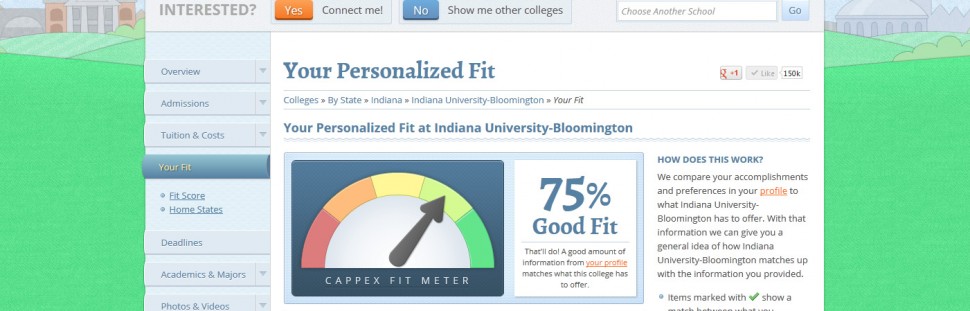 INTERESTED?
Yes
Connect me!
No
Show me other colleges
Choose Another School
Go
Overview
Admissions
Tuition & Costs
Your Fit
Fit Score
Home States
Deadlines
Academics & Majors
Photos & Videos
Your Personalized Fit
g +1
Like
150k
Colleges » By State » Indiana » Indiana University-Bloomington » Your Fit
Your Personalized Fit at Indiana University-Bloomington
CAPPEX FIT METER
75%
Good Fit
That'll do! A good amount of
information from your profile
matches what this college has
to offer.
HOW DOES THIS WORK?
We compare your accomplishments
and preferences in your profile to
what Indiana University-
Bloomington has to offer. With that
information we can give you a
general idea of how Indiana
University-Bloomington matches up
with the information you provided.
Items marked with show a
match between what you